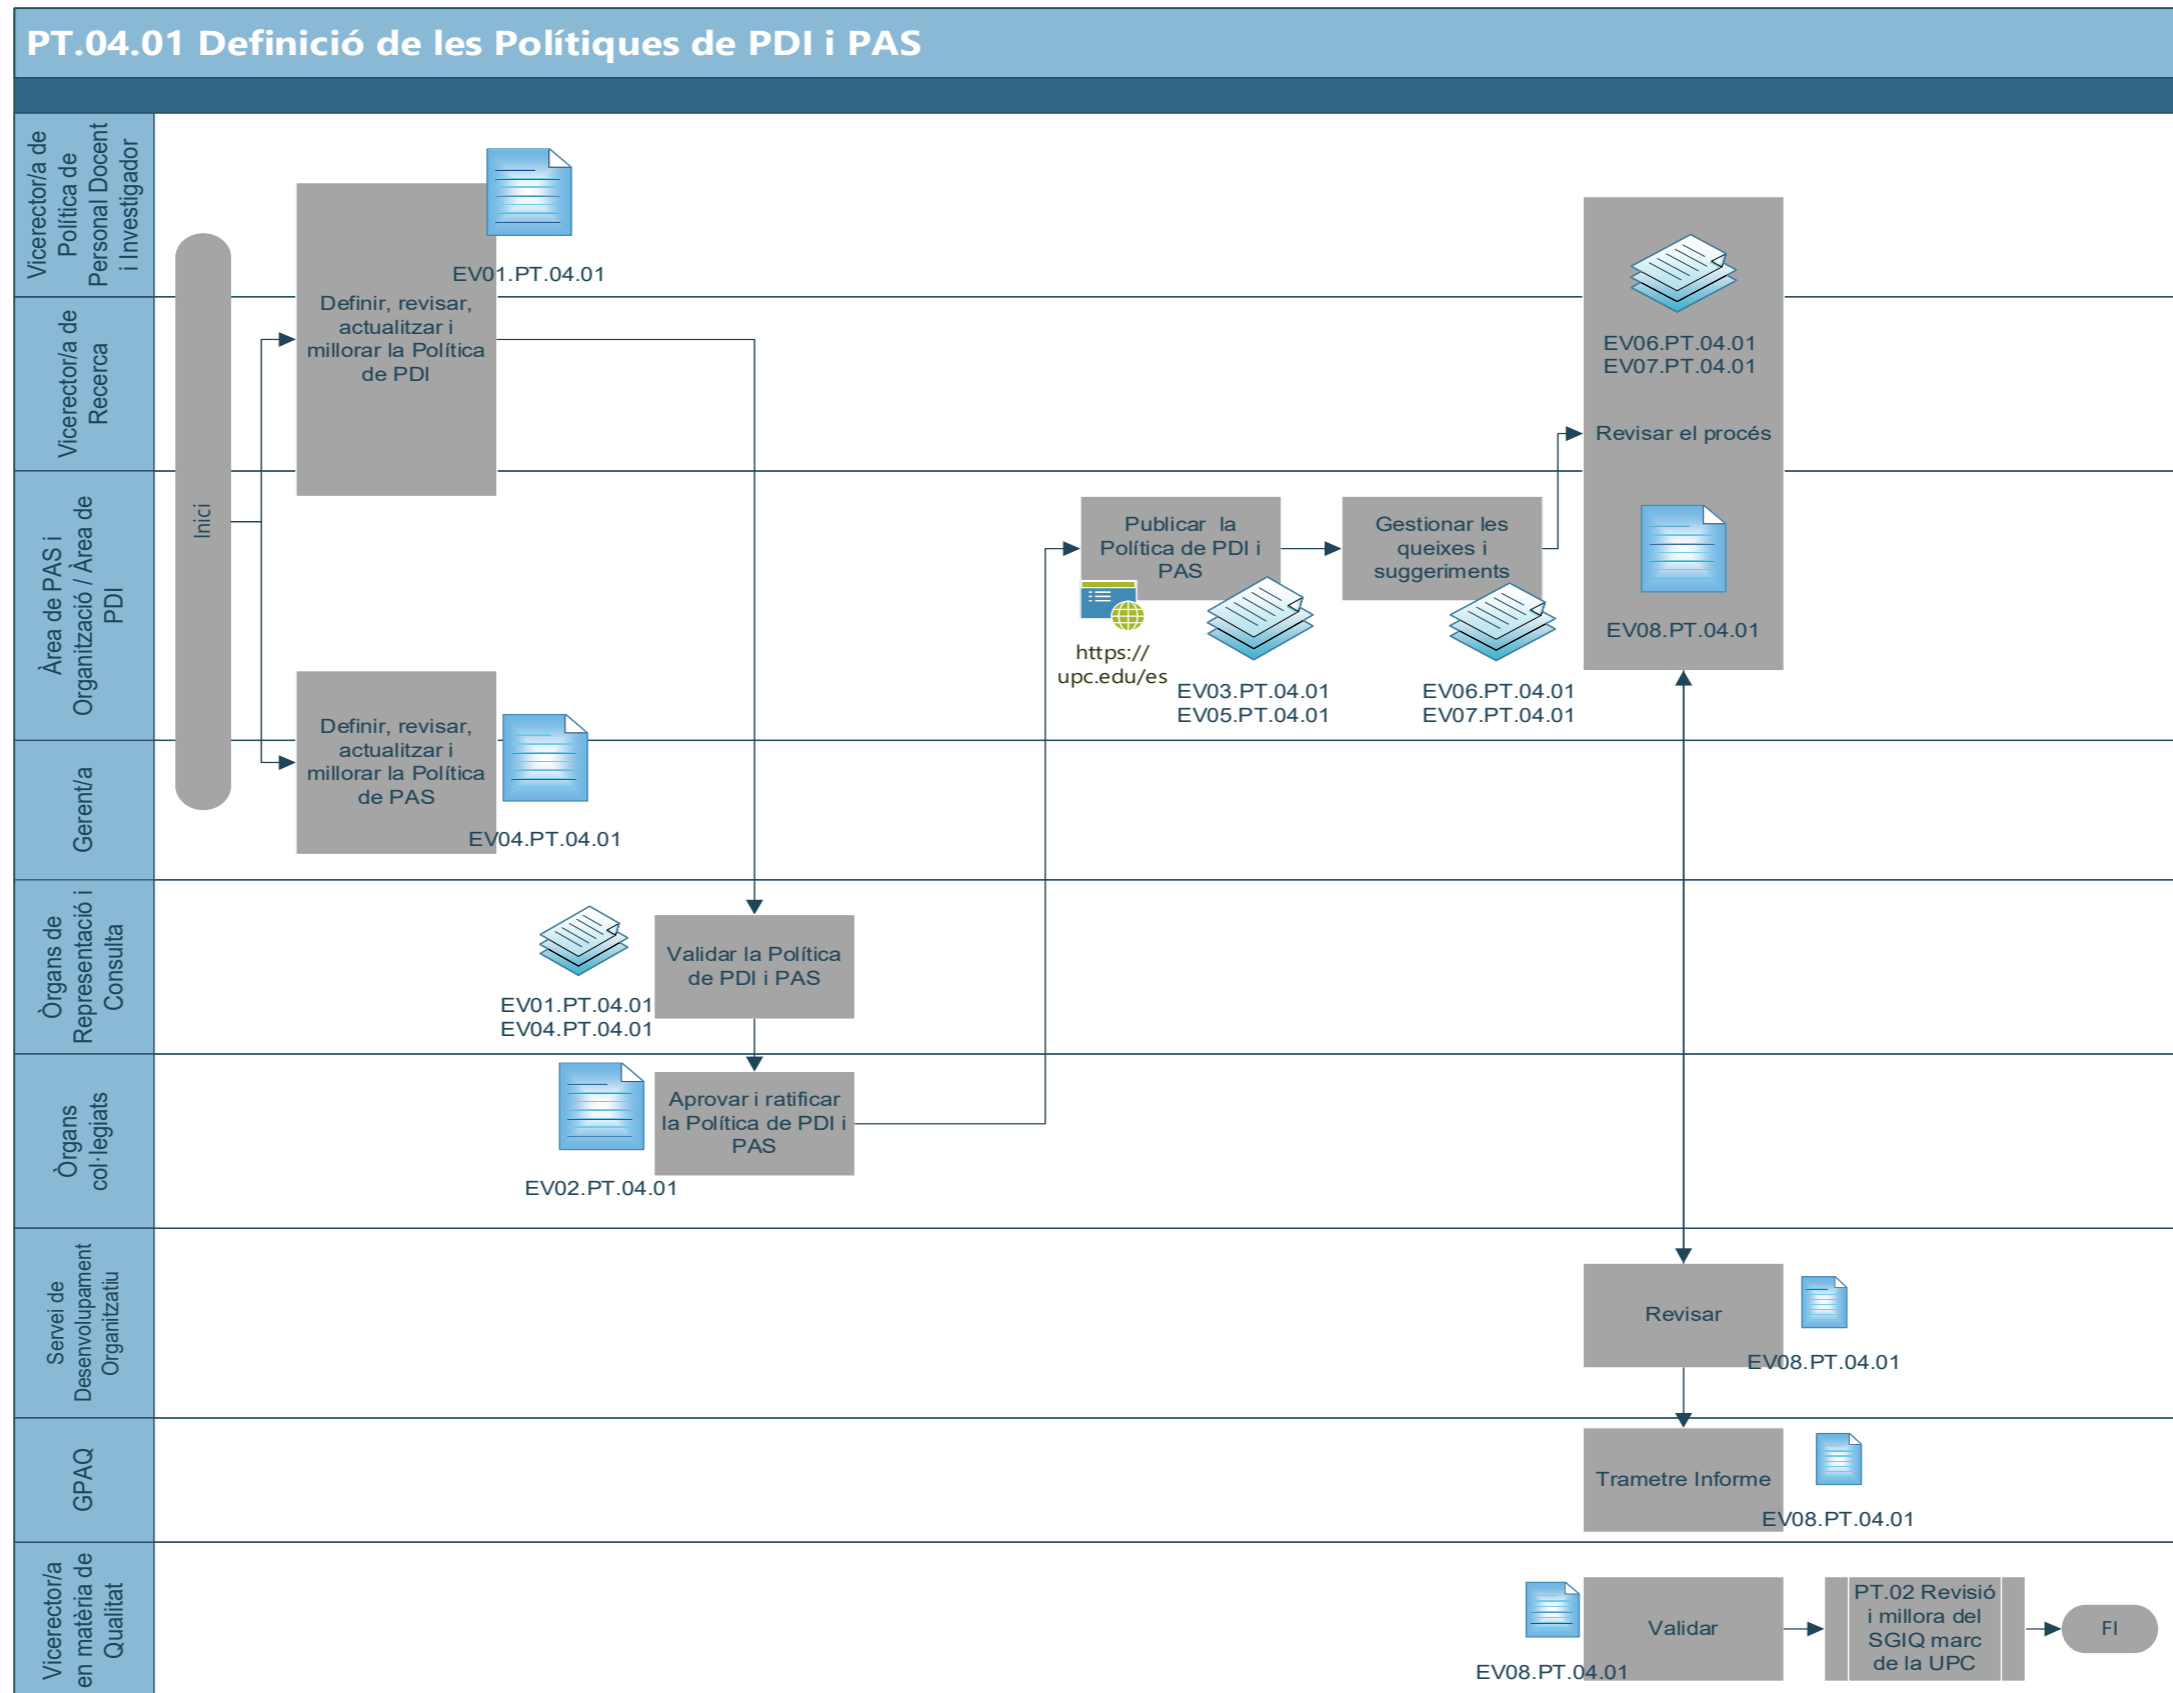 PT.04.01 Definició de les Polítiques de PDI i PAS
Vicerector/a de
Política de
Personal Docent
i Investigador
EV01.PT.04.01
Definir, revisar,
actualitzar i
millorar la Política
de PDI
EV06.PT.04.01
EV07.PT.04.01
Vicerector/a de
Recerca
Revisar el procés
Àrea de PAS i
Organització / Àrea de
PDI
Inici
Publicar la
Política de PDI i
PAS
https://
upc.edu/es
EV03.PT.04.01
EV05.PT.04.01
Gestionar les
queixes i
suggeriments
EV06.PT.04.01
EV07.PT.04.01
EV08.PT.04.01
Definir, revisar,
actualitzar i
millorar la Política
de PAS
EV04.PT.04.01
Gerent/a
Òrgans de
Representació i
Consulta
EV01.PT.04.01
EV04.PT.04.01
Validar la Política
de PDI i PAS
Òrgans
col·legiats
EV02.PT.04.01
Aprovar i ratificar
la Política de PDI i
PAS
Servei de
Desenvolupament
Organitzatiu
Revisar
EV08.PT.04.01
GPAQ
Trametre Informe
EV08.PT.04.01
Vicerector/a
en matèria de
Qualitat
EV08.PT.04.01
Validar
PT.02 Revisió
i millora del
SGIQ marc
de la UPC
FI